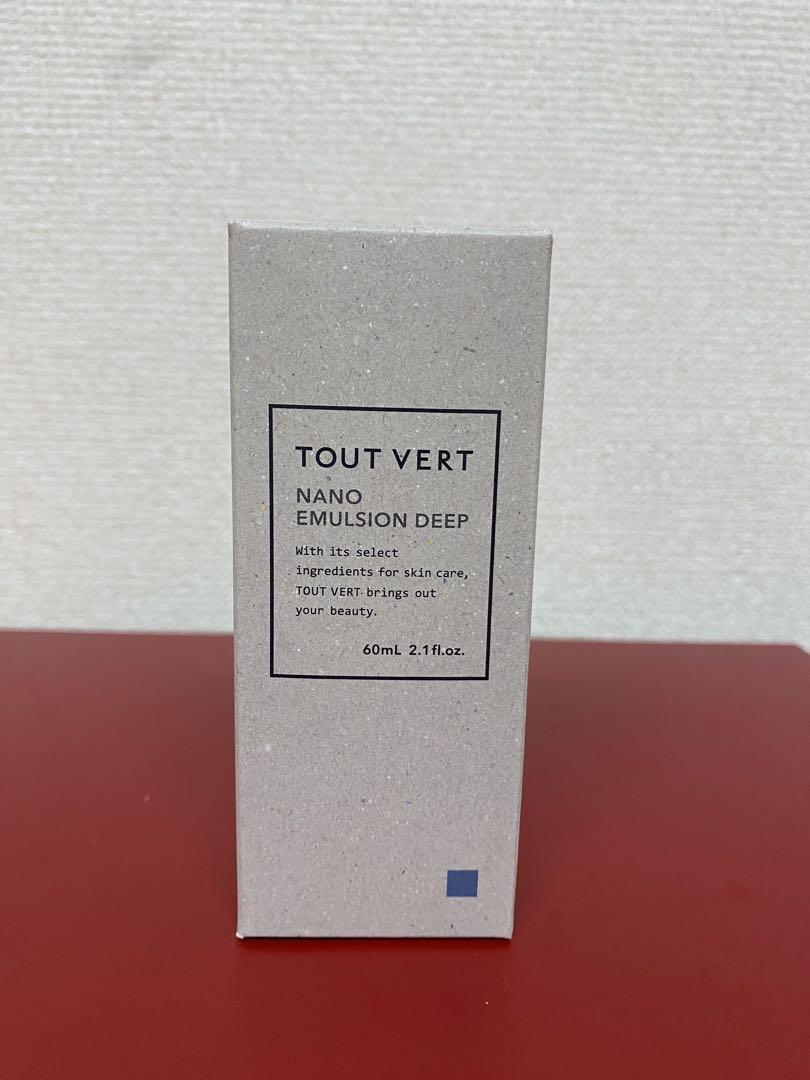 TOUT VERT
NANO
EMULSION DEEP
With its select
ingredients for skin care,
TOUT VERT brings out
your beauty.
60mL 2.1fl.oz.